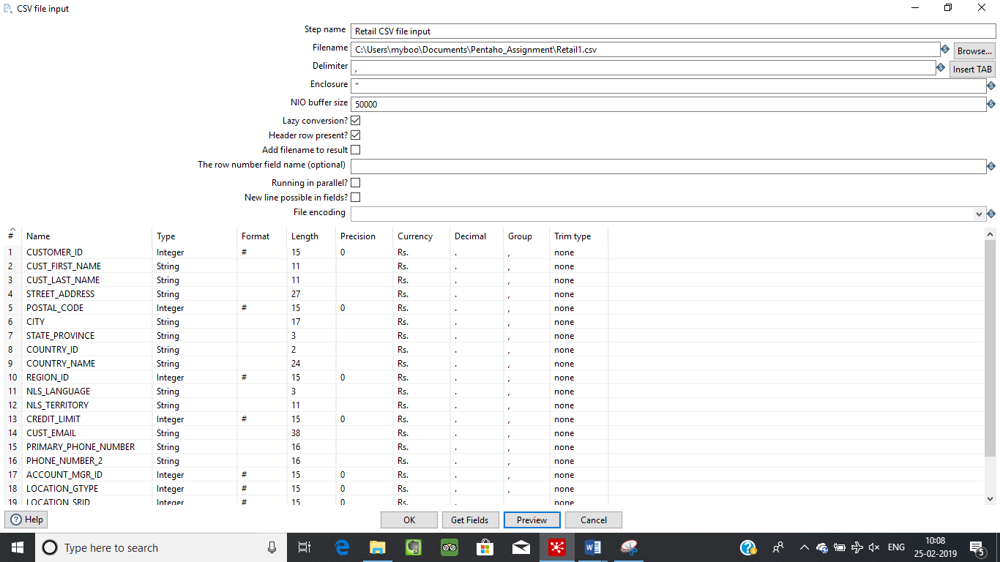 CSV file input
Step name Retail CSV file input
Filename C:\Users\myboo\Documents\Pentaho_Assignment\Retail1.csv Browse...
Delimiter , Insert TAB
Enclosure "
NIO buffer size 50000
Lazy conversion?
Header row present?
Add filename to result
The row number field name (optional)
Running in parallel?
New line possible in fields?
File encoding
# Name Type Format Length Precision Currency Decimal Group Trim type
1 CUSTOMER_ID Integer # 15 0 Rs. . , none
2 CUST_FIRST_NAME String 11 Rs. . , none
3 CUST_LAST_NAME String 11 Rs. . , none
4 STREET_ADDRESS String 27 Rs. . , none
5 POSTAL_CODE Integer # 15 0 Rs. . , none
6 CITY String 17 Rs. . , none
7 STATE_PROVINCE String 3 Rs. . , none
8 COUNTRY_ID String 2 Rs. . , none
9 COUNTRY_NAME String 24 Rs. . , none
10 REGION_ID Integer # 15 0 Rs. . , none
11 NLS_LANGUAGE String 3 Rs. . , none
12 NLS_TERRITORY String 11 Rs. . , none
13 CREDIT_LIMIT Integer # 15 0 Rs. . , none
14 CUST_EMAIL String 38 Rs. . , none
15 PRIMARY_PHONE_NUMBER String 16 Rs. . , none
16 PHONE_NUMBER_2 String 16 Rs. . , none
17 ACCOUNT_MGR_ID Integer # 15 0 Rs. . , none
18 LOCATION_GTYPE Integer # 15 0 Rs. . , none
19 LOCATION_SRID Integer # 15 0 Rs. . none
Help OK Get Fields Preview Cancel
Type here to search ENG 10:08
25-02-2019 5